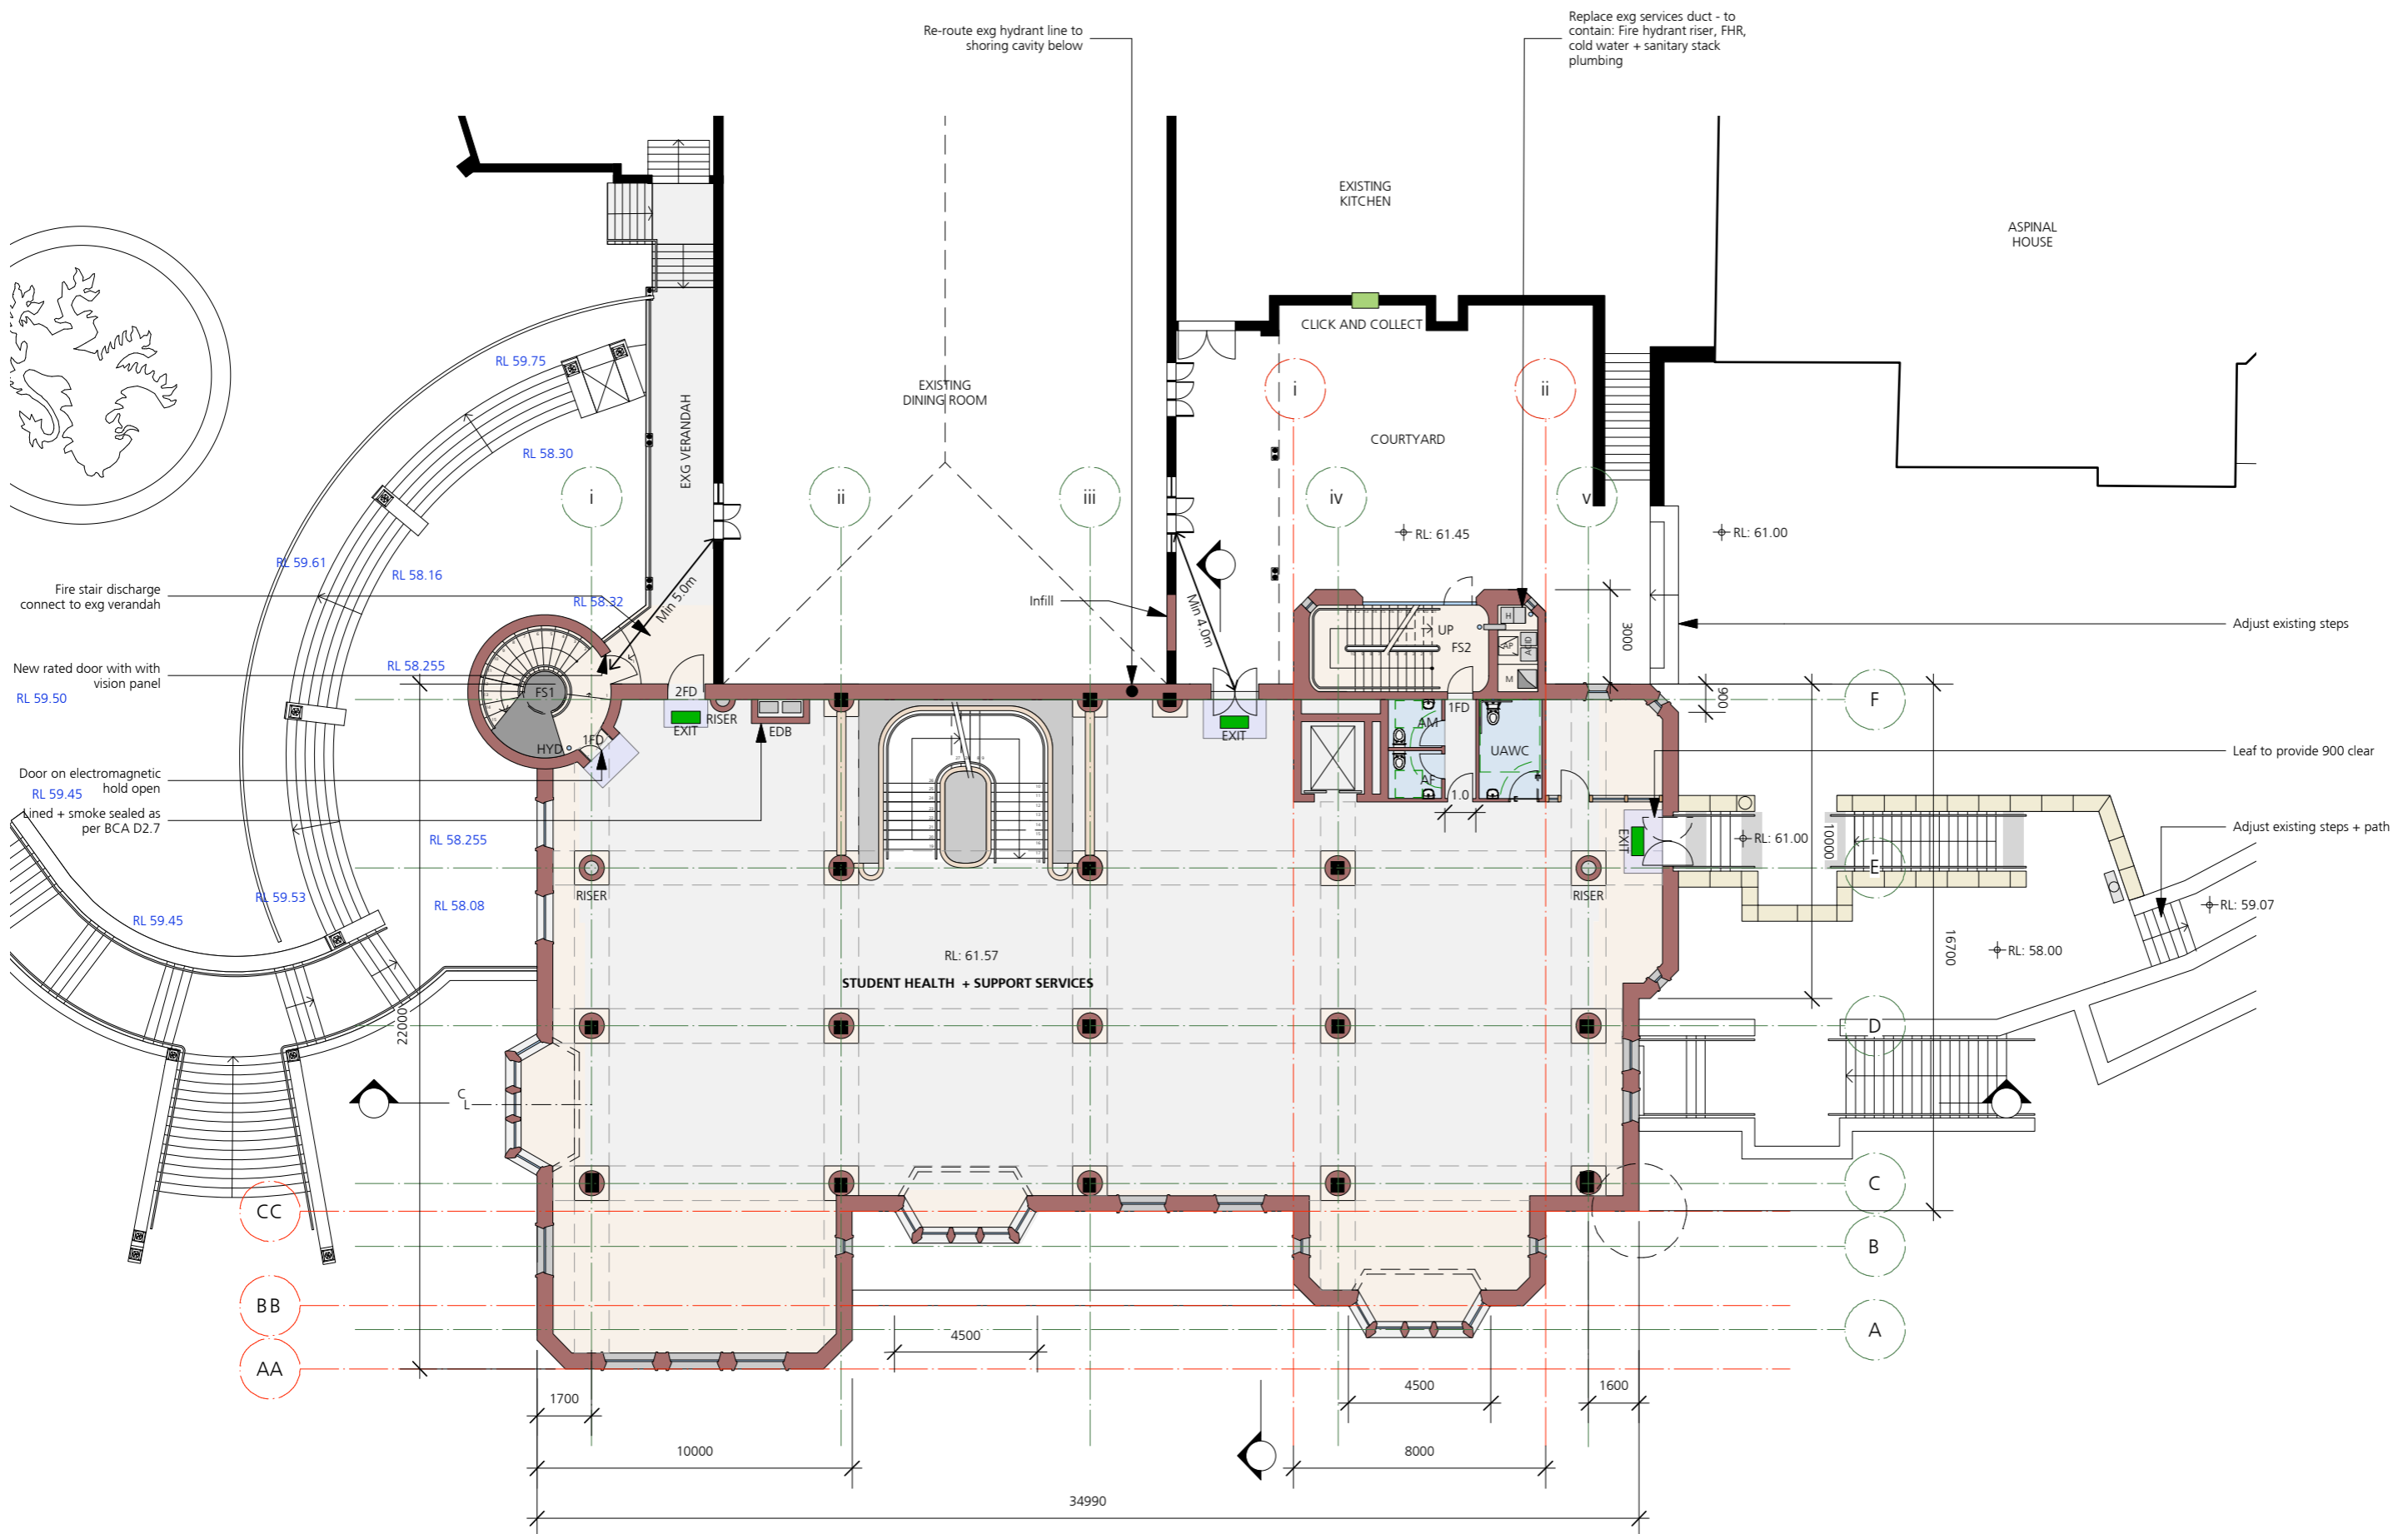 Re-route exg hydrant line to
shoring cavity below
Replace exg services duct - to
contain: Fire hydrant riser, FHR,
cold water + sanitary stack
plumbing
EXISTING
KITCHEN
ASPINAL
HOUSE
CLICK AND COLLECT
RL 59.75
EXISTING
DINING ROOM
i
ii
EXG VERANDAH
COURTYARD
RL 58.30
i
ii
iii
iv
v
RL: 61.45
RL: 61.00
RL 59.61
RL 58.16
Fire stair discharge
connect to exg verandah
RL 58.32
Min 5.0m
Infill
Min 4.0m
UP
FS2
H
AP
ACID
M
3000
Adjust existing steps
New rated door with with
vision panel
RL 58.255
RL 59.50
FS1
2FD
RISER
EXIT
EDB
EXIT
AM
1FD
UAWC
900
F
HYD
1FD
Leaf to provide 900 clear
Door on electromagnetic
hold open
RL 59.45
Lined + smoke sealed as
per BCA D2.7
AF
1.0
EXIT
RL: 61.00
10000
Adjust existing steps + path
RL 58.255
E
RISER
RISER
RL 59.53
RL 58.08
RL 59.45
RL: 59.07
RL: 61.57
16700
RL: 58.00
STUDENT HEALTH + SUPPORT SERVICES
22000
D
C
L
C
CC
B
BB
A
4500
AA
1700
4500
1600
10000
8000
34990